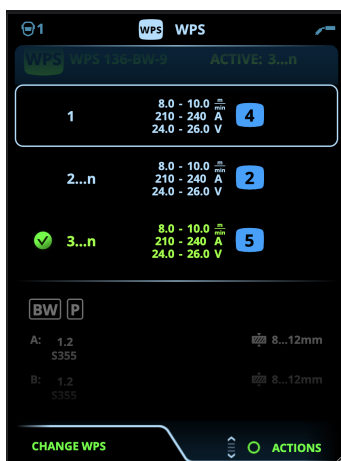 1 WPS WPS
WPS WPS 136-BW-9 ACTIVE: 3...n
8.0 - 10.0 m/min
1 210 - 240 A 4
24.0 - 26.0 V
8.0 - 10.0 m/min
2...n 210 - 240 A 2
24.0 - 26.0 V
8.0 - 10.0 m/min
3...n 210 - 240 A 5
24.0 - 26.0 V
BW P
A: 1.2 8...12mm
S355
B: 1.2 8...12mm
S355
CHANGE WPS ACTIONS